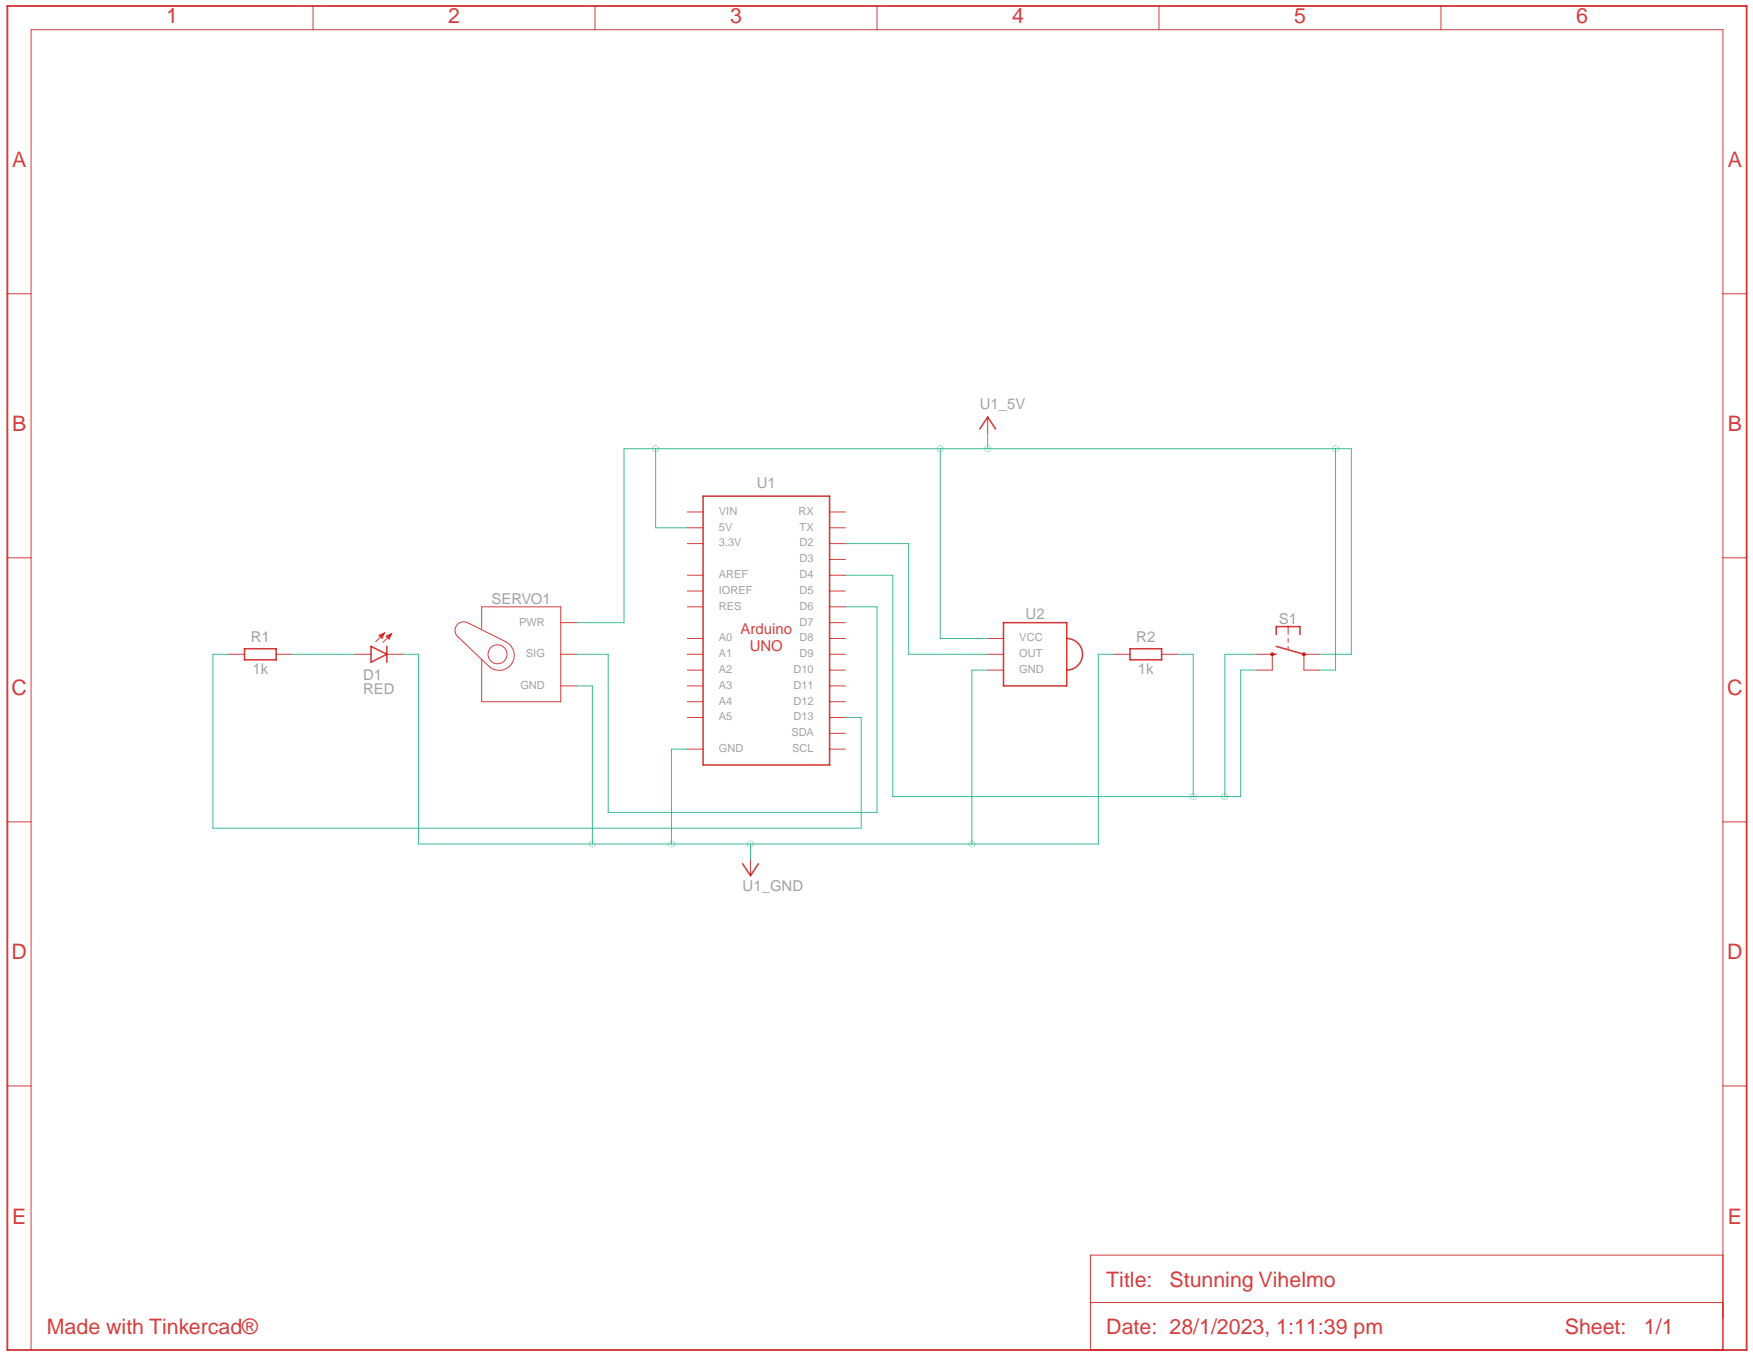 1 2 3 4 5 6
A A
B B
C C
D D
E E
U1_5V
U1
VIN RX
5V TX
3.3V D2
D3
AREF D4
IOREF D5
RES D6
D7
A0 D8
A1 D9
A2 D10
A3 D11
A4 D12
A5 D13
SDA
GND SCL
Arduino
UNO
SERVO1
PWR
SIG
GND
R1
1k
D1
RED
U2
VCC
OUT
GND
R2
1k
S1
U1_GND
Title: Stunning Vihelmo
Date: 28/1/2023, 1:11:39 pm Sheet: 1/1
Made with Tinkercad®